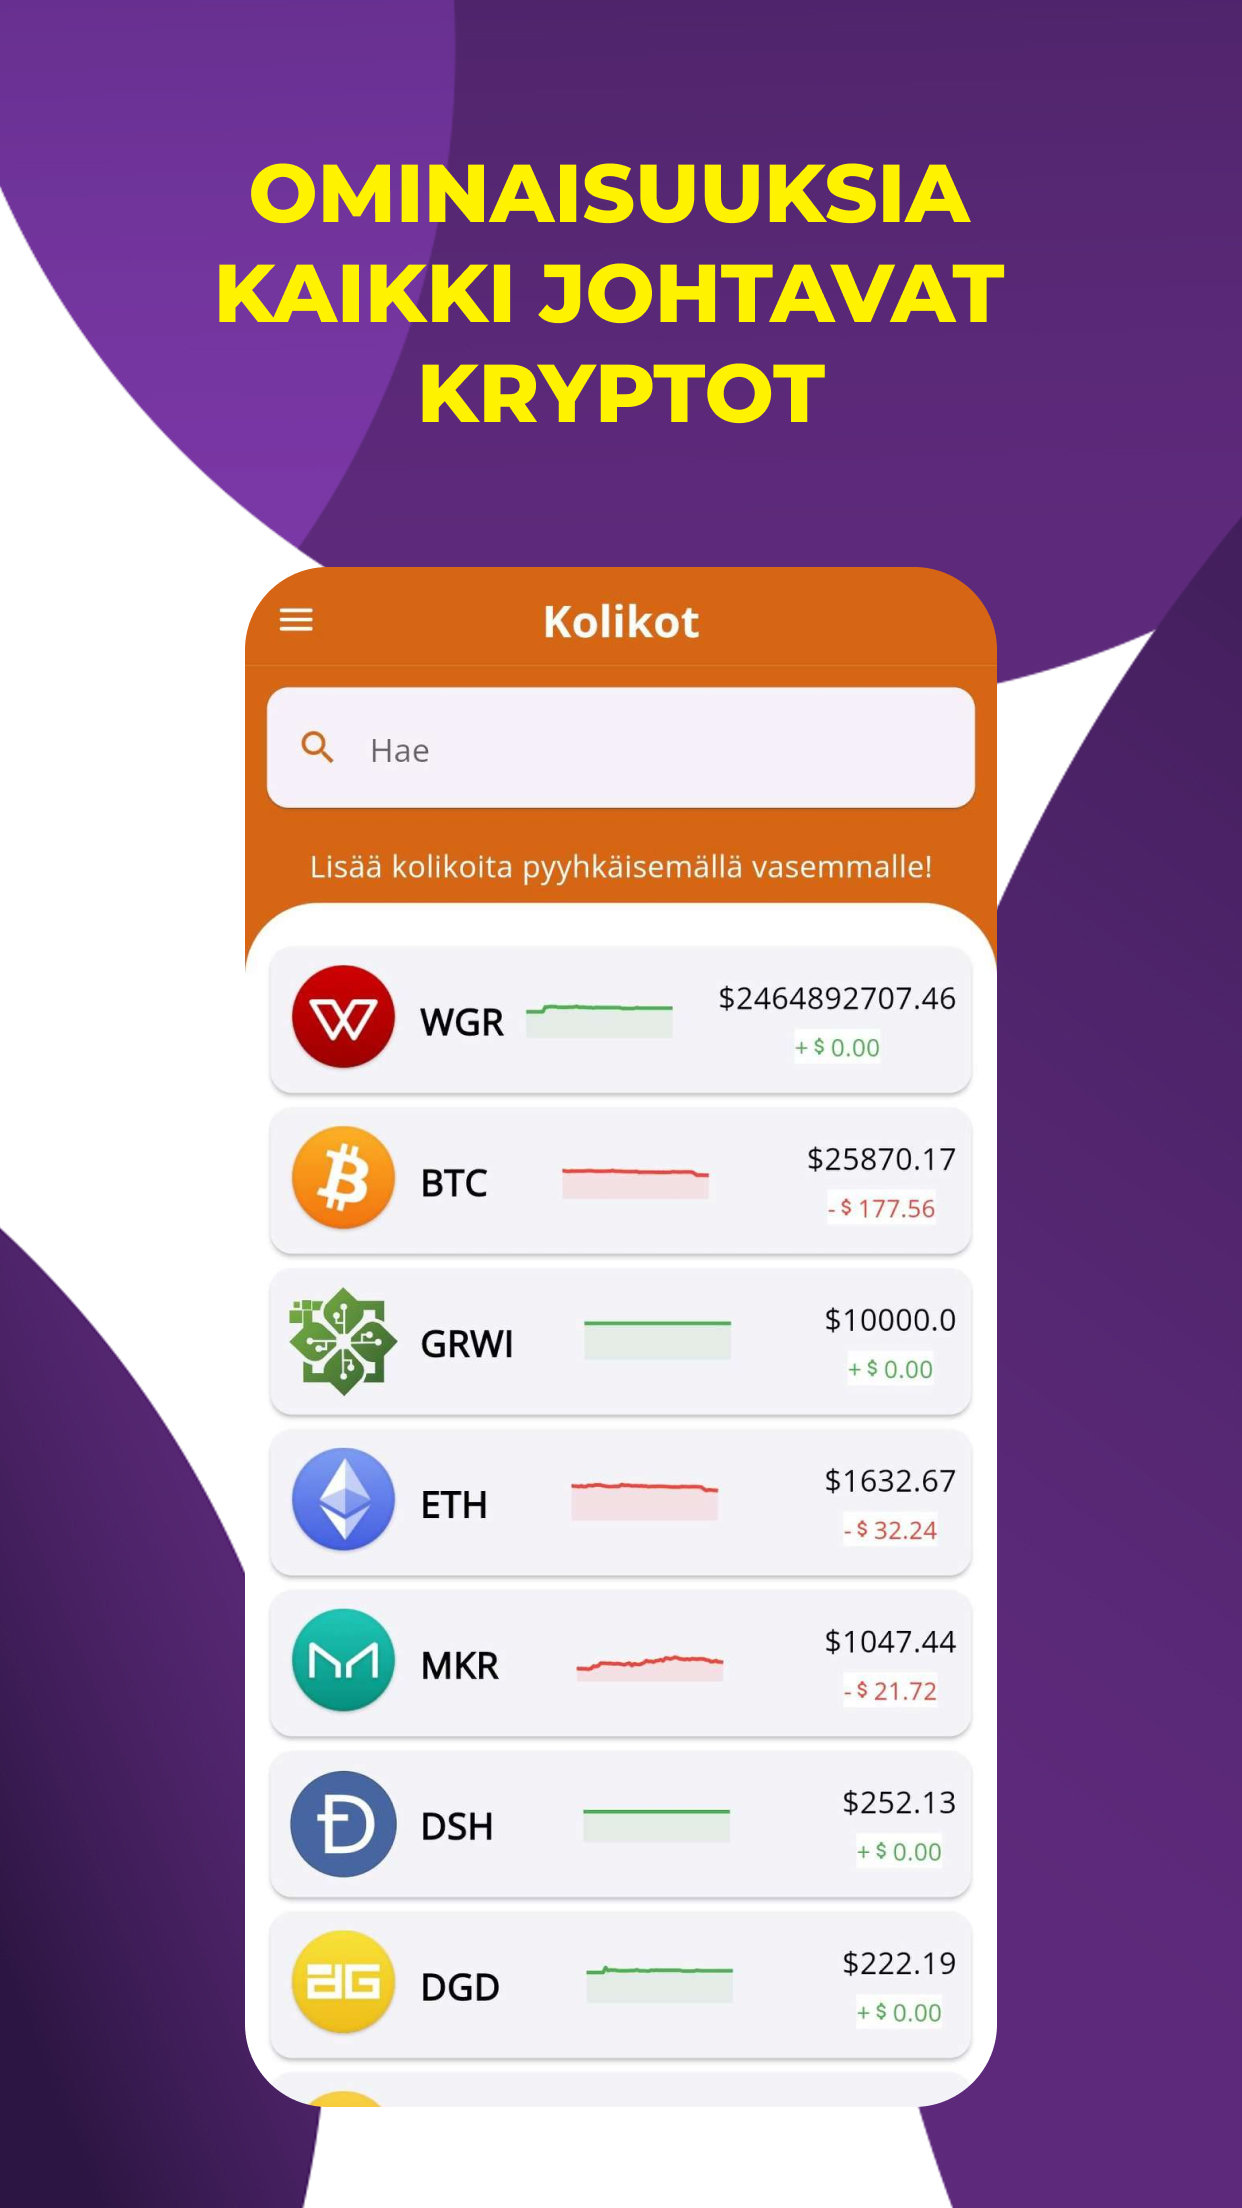 OMINAISUUKSIA
KAIKKI JOHTAVAT
KRYPTOT
Kolikot
Hae
Lisää kolikoita pyyhkäisemällä vasemmalle!
WGR
$2464892707.46
+ $ 0.00
BTC
$25870.17
- $ 177.56
GRWI
$10000.0
+ $ 0.00
ETH
$1632.67
- $ 32.24
MKR
$1047.44
- $ 21.72
DSH
$252.13
+ $ 0.00
DGD
$222.19
+ $ 0.00